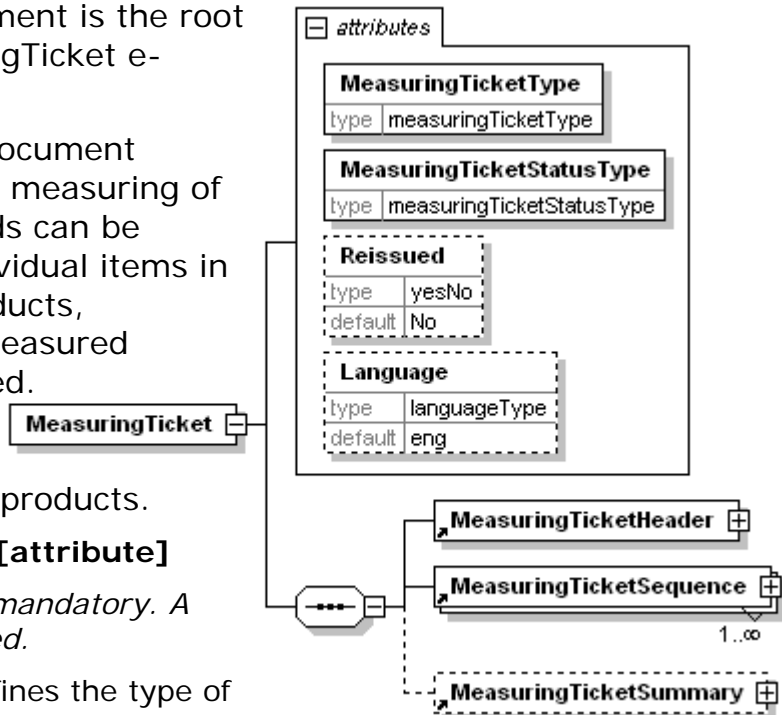 ment is the root
gTicket e-
ocument
measuring of
ds can be
vidual items in
ducts,
easured
ed.
products.
[attribute]
mandatory. A
ed.
fines the type of
attributes
MeasuringTicketType
type measuringTicketType
MeasuringTicketStatusType
type measuringTicketStatusType
Reissued
type yesNo
default No
Language
type languageType
default eng
MeasuringTicket
MeasuringTicketHeader
MeasuringTicketSequence
1..∞
MeasuringTicketSummary